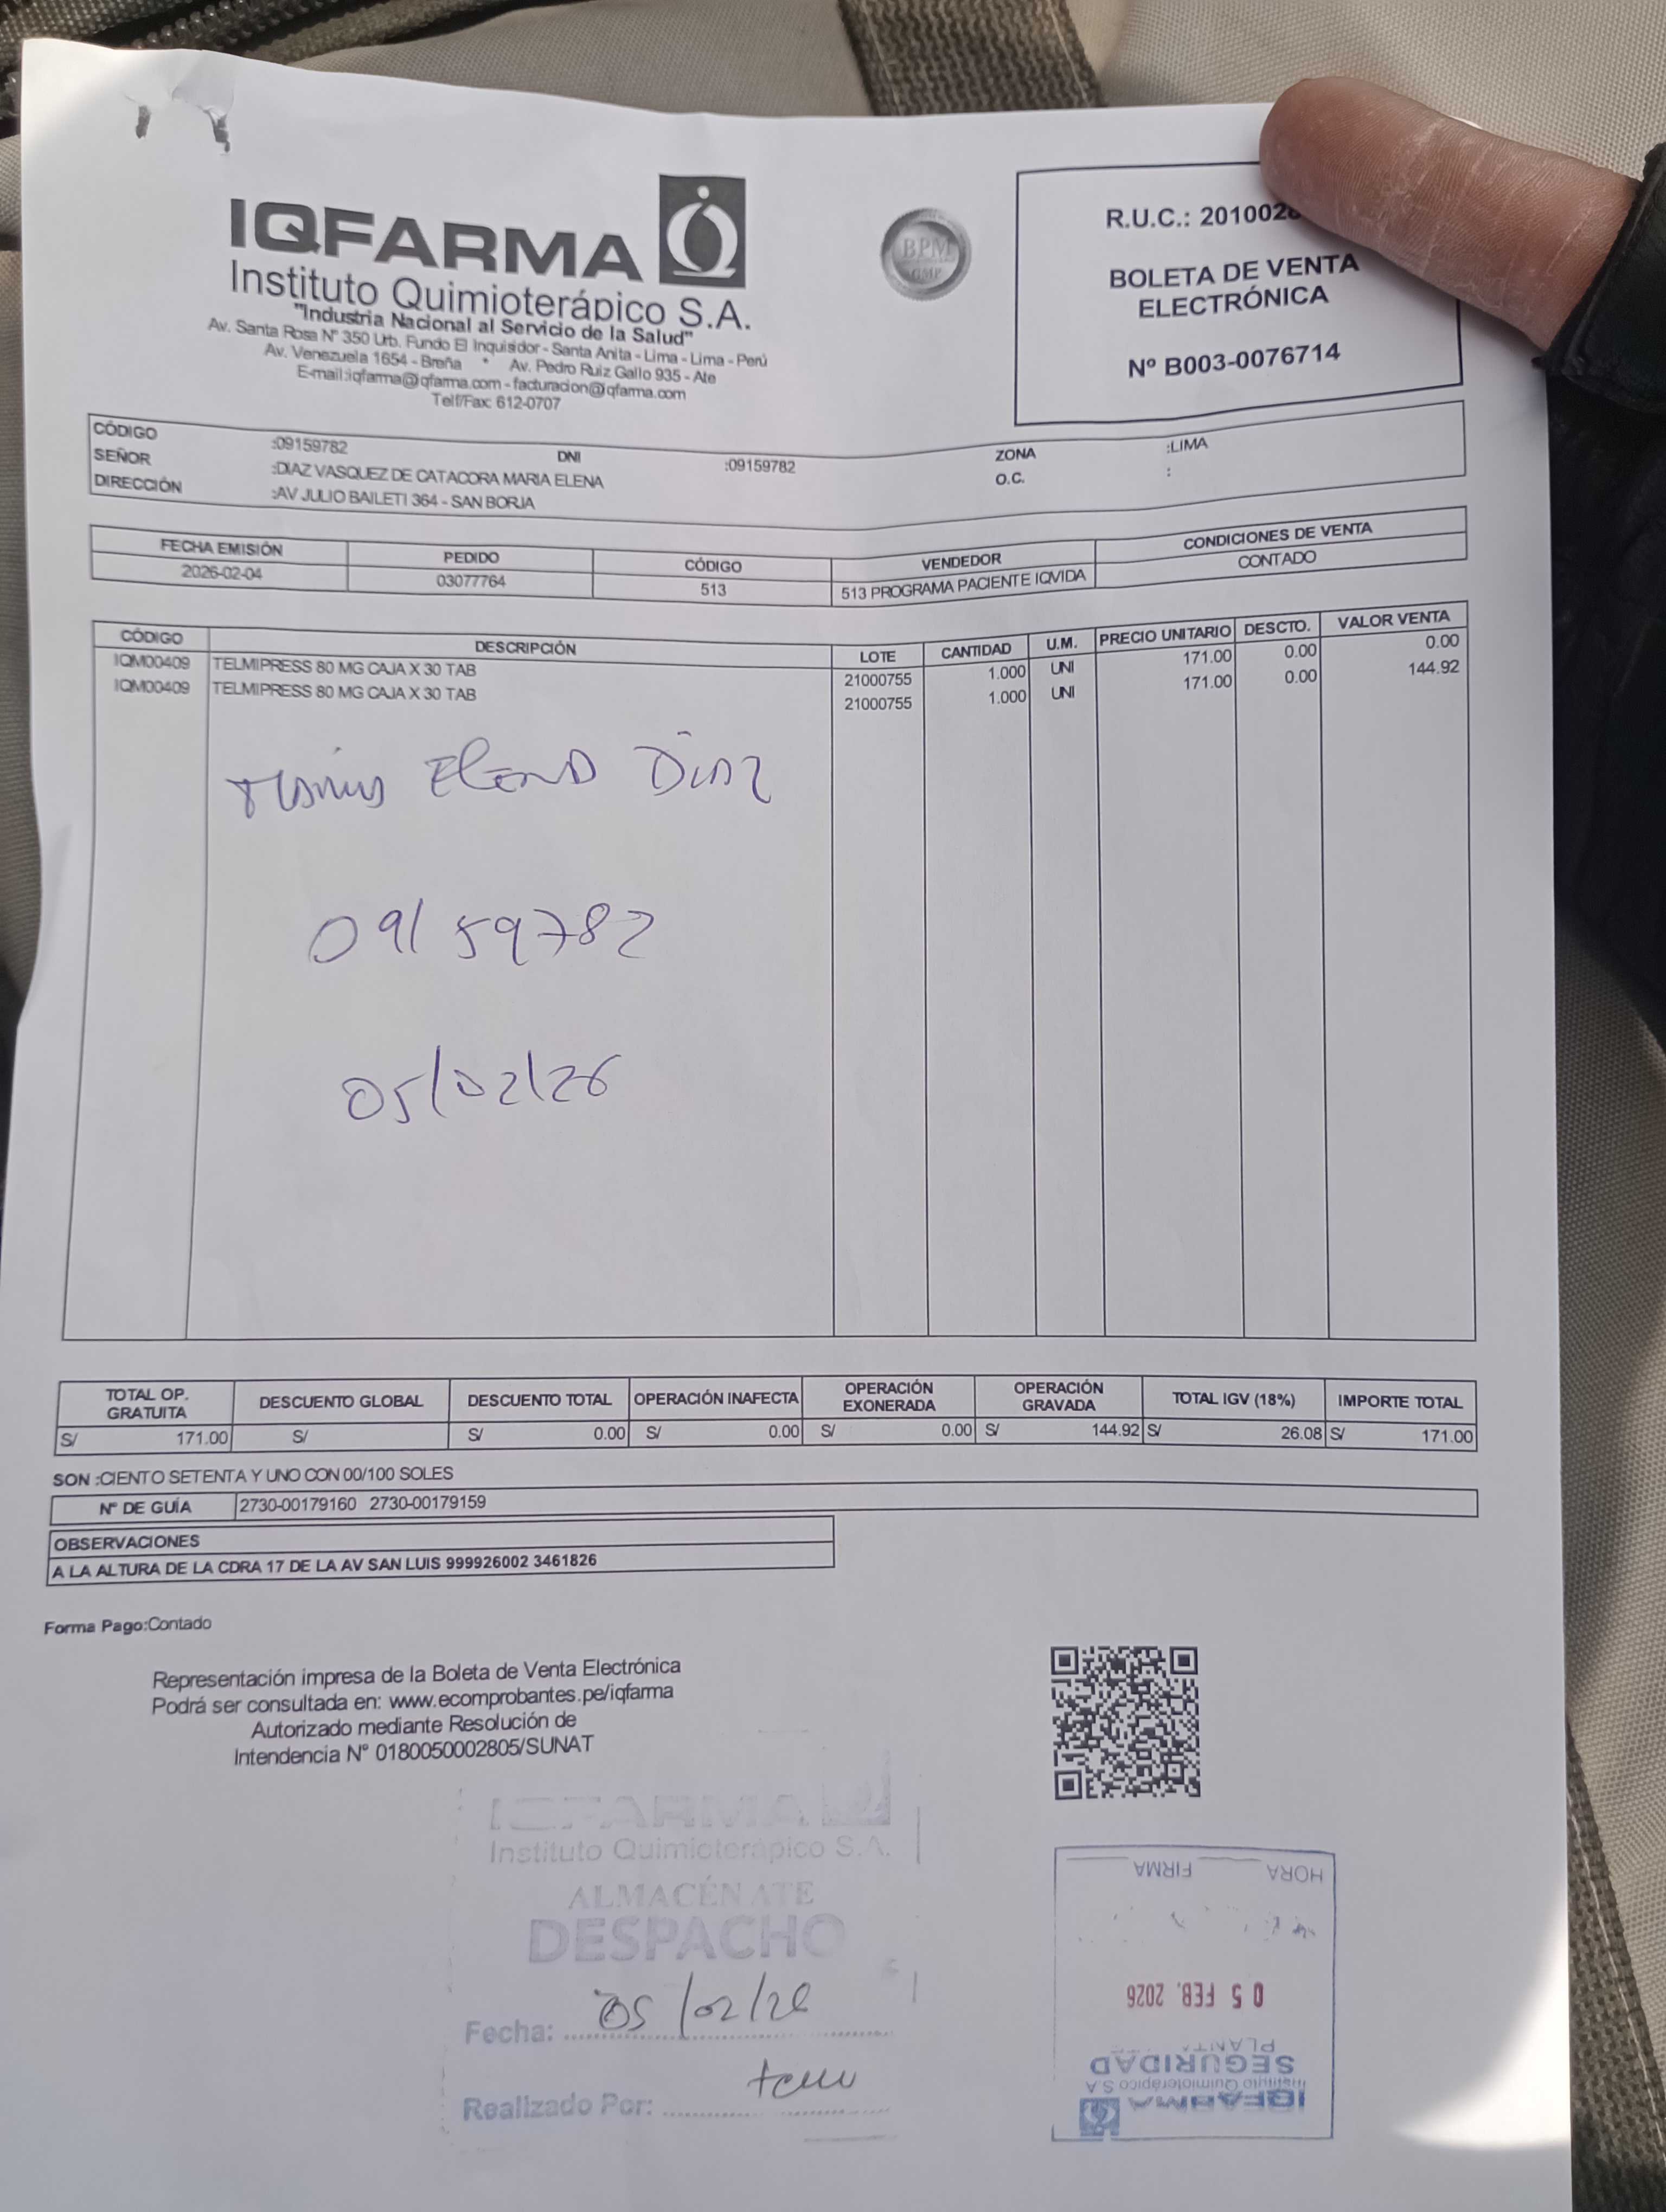 IQFARMA
Instituto Quimioterápico S.A.
"Industria Nacional al Servicio de la Salud"
Av. Santa Rosa N° 350 Urb. Fundo El Inquisidor - Santa Anita - Lima - Lima - Perú
Av. Venezuela 1654 - Breña * Av. Pedro Ruiz Gallo 935 - Ate
E-mail:iqfarma@iqfarma.com - facturacion@iqfarma.com
Telf/Fax: 612-0707
BPM
GMP
R.U.C.: 201002
BOLETA DE VENTA
ELECTRÓNICA
Nº B003-0076714
CÓDIGO :09159782 DNI :09159782 ZONA :LIMA
SEÑOR :DIAZ VASQUEZ DE CATACORA MARIA ELENA O.C. :
DIRECCIÓN :AV JULIO BAILETI 364 - SAN BORJA
FECHA EMISIÓN PEDIDO CÓDIGO VENDEDOR CONDICIONES DE VENTA
2026-02-04 03077764 513 513 PROGRAMA PACIENTE IQVIDA CONTADO
CÓDIGO DESCRIPCIÓN LOTE CANTIDAD U.M. PRECIO UNITARIO DESCTO. VALOR VENTA
IQM00409 TELMIPRESS 80 MG CAJA X 30 TAB 21000755 1.000 UNI 171.00 0.00 0.00
IQM00409 TELMIPRESS 80 MG CAJA X 30 TAB 21000755 1.000 UNI 171.00 0.00 144.92
Elena Diaz
09159782
05/02/26
TOTAL OP. GRATUITA DESCUENTO GLOBAL DESCUENTO TOTAL OPERACIÓN INAFECTA OPERACIÓN EXONERADA OPERACIÓN GRAVADA TOTAL IGV (18%) IMPORTE TOTAL
S/ 171.00 S/ S/ 0.00 S/ 0.00 S/ 0.00 S/ 144.92 S/ 26.08 S/ 171.00
SON :CIENTO SETENTA Y UNO CON 00/100 SOLES
Nº DE GUÍA 2730-00179160 2730-00179159
OBSERVACIONES
A LA ALTURA DE LA CDRA 17 DE LA AV SAN LUIS 999926002 3461826
Forma Pago:Contado
Representación impresa de la Boleta de Venta Electrónica
Podrá ser consultada en: www.ecomprobantes.pe/iqfarma
Autorizado mediante Resolución de
Intendencia N° 0180050002805/SUNAT
IQFARMA
Instituto Quimioterápico S.A.
ALMACÉN ATE
DESPACHO
Fecha: 05/02/26
Realizado Por:
IQFARMA
Instituto Quimioterápico S.A
SEGURIDAD
PLANTA
05 FEB. 2026
HORA FIRMA